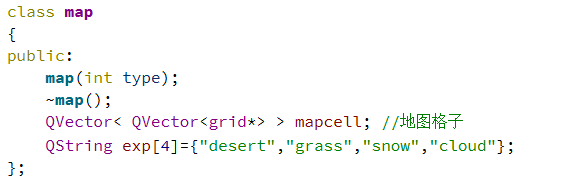 class map
{
public:
    map(int type);
    ~map();
    QVector< QVector<grid*> > mapcell; //地图格子
    QString exp[4]={"desert","grass","snow","cloud"};
};